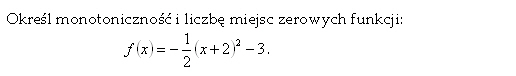 Określ monotoniczność i liczbę miejsc zerowych funkcji:
f(x) = −1/2(x+2)² − 3.